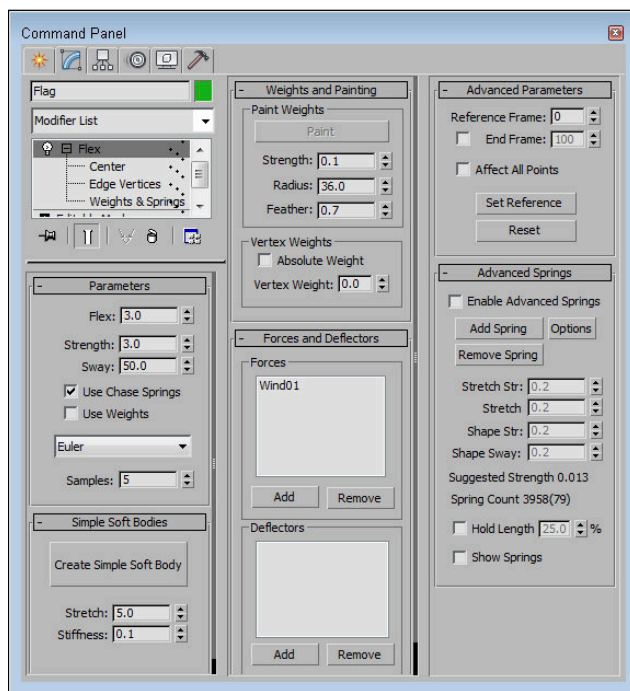 Command Panel
Flag
Modifier List
Flex
Center
Edge Vertices
Weights & Springs
Parameters
Flex: 3.0
Strength: 3.0
Sway: 50.0
Use Chase Springs
Use Weights
Euler
Samples: 5
Simple Soft Bodies
Create Simple Soft Body
Stretch: 5.0
Stiffness: 0.1
Weights and Painting
Paint Weights
Paint
Strength: 0.1
Radius: 36.0
Feather: 0.7
Vertex Weights
Absolute Weight
Vertex Weight: 0.0
Forces and Deflectors
Forces
Wind01
Add Remove
Deflectors
Add Remove
Advanced Parameters
Reference Frame: 0
End Frame: 100
Affect All Points
Set Reference
Reset
Advanced Springs
Enable Advanced Springs
Add Spring Options
Remove Spring
Stretch Str: 0.2
Stretch 0.2
Shape Str: 0.2
Shape Sway: 0.2
Suggested Strength 0.013
Spring Count 3958(79)
Hold Length 25.0 %
Show Springs